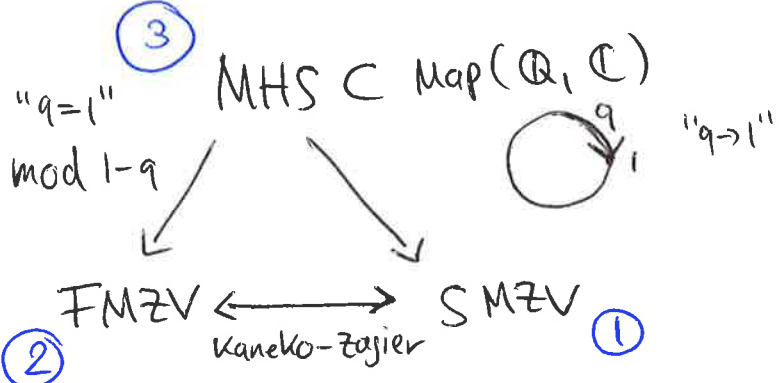 ③
MHS ⊂ Map(ℚ, ℂ)
"q=1"
mod 1-q
q
1
"q→1"
FMZV ⟷ SMZV
Kaneko-Zagier
②
①